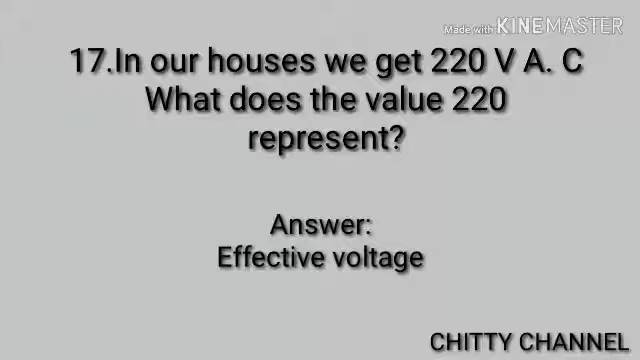 Made with KINEMASTER
17.In our houses we get 220 V A. C
What does the value 220
represent?
Answer:
Effective voltage
CHITTY CHANNEL